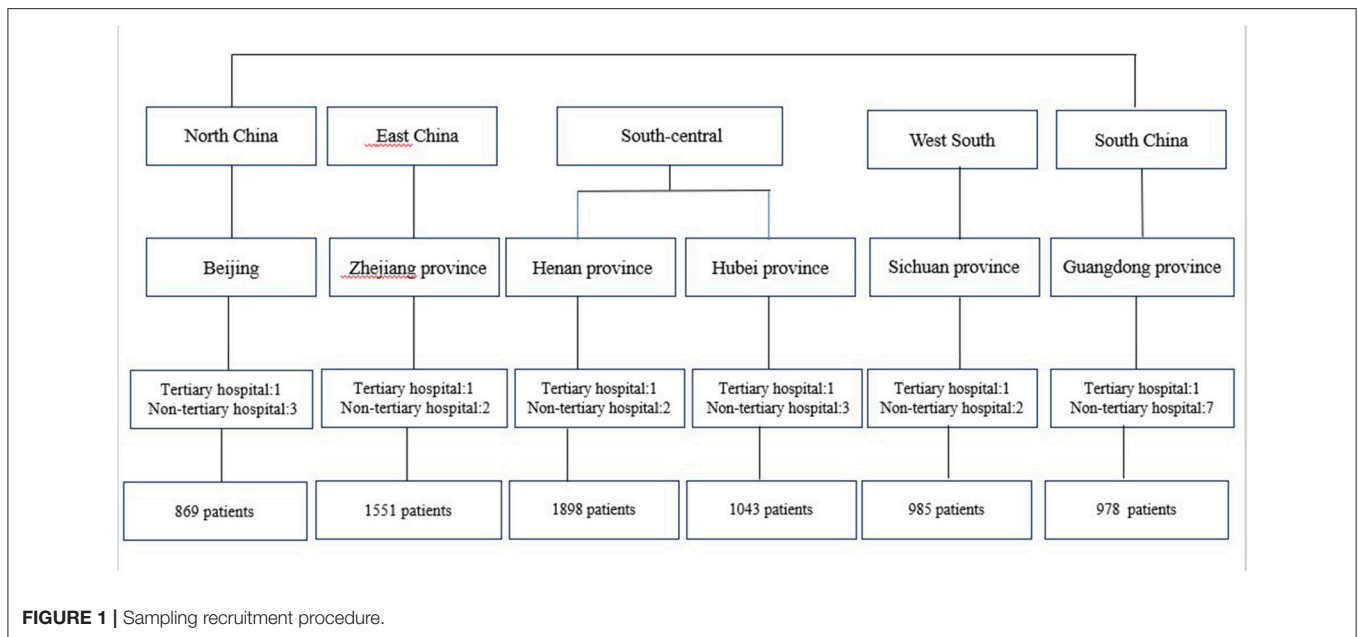 North China
East China
South-central
West South
South China
Beijing
Zhejiang province
Henan province
Hubei province
Sichuan province
Guangdong province
Tertiary hospital:1
Non-tertiary hospital:3
Tertiary hospital:1
Non-tertiary hospital:2
Tertiary hospital:1
Non-tertiary hospital:2
Tertiary hospital:1
Non-tertiary hospital:3
Tertiary hospital:1
Non-tertiary hospital:2
Tertiary hospital:1
Non-tertiary hospital:7
869 patients
1551 patients
1898 patients
1043 patients
985 patients
978 patients
FIGURE 1 | Sampling recruitment procedure.